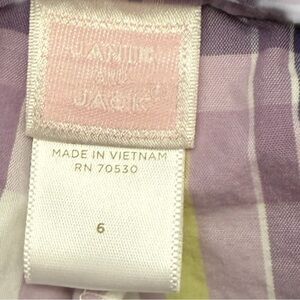 JANIE
AND
JACK
MADE IN VIETNAM
RN 70530
6